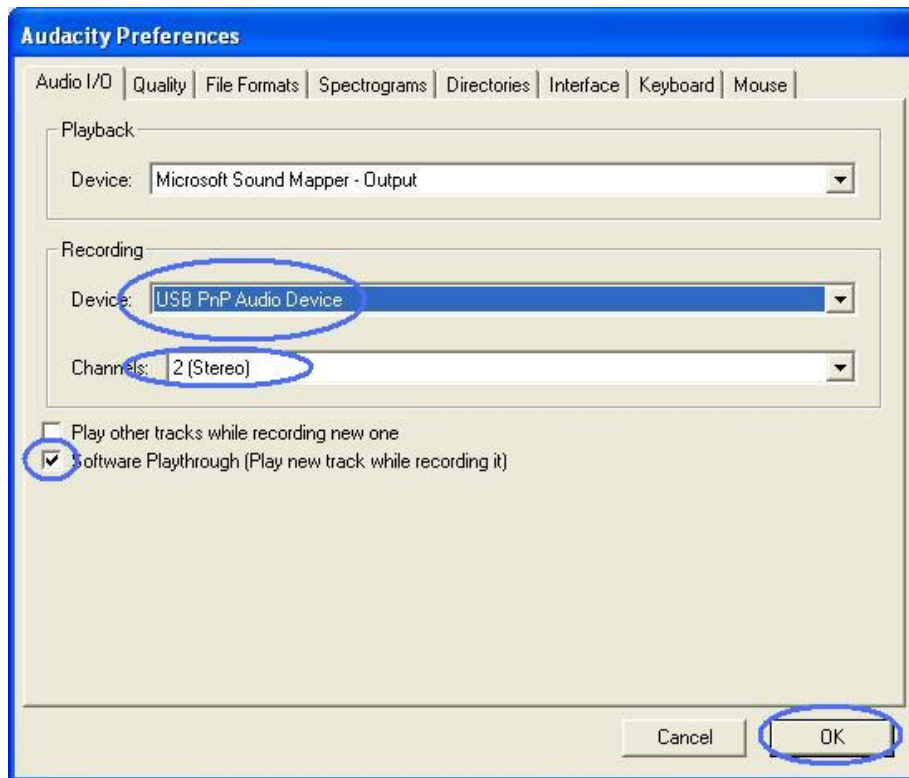 Audacity Preferences
Audio I/O Quality File Formats Spectrograms Directories Interface Keyboard Mouse
Playback
Device: Microsoft Sound Mapper - Output
Recording
Device: USB PnP Audio Device
Channels: 2 (Stereo)
Play other tracks while recording new one
Software Playthrough (Play new track while recording it)
Cancel OK